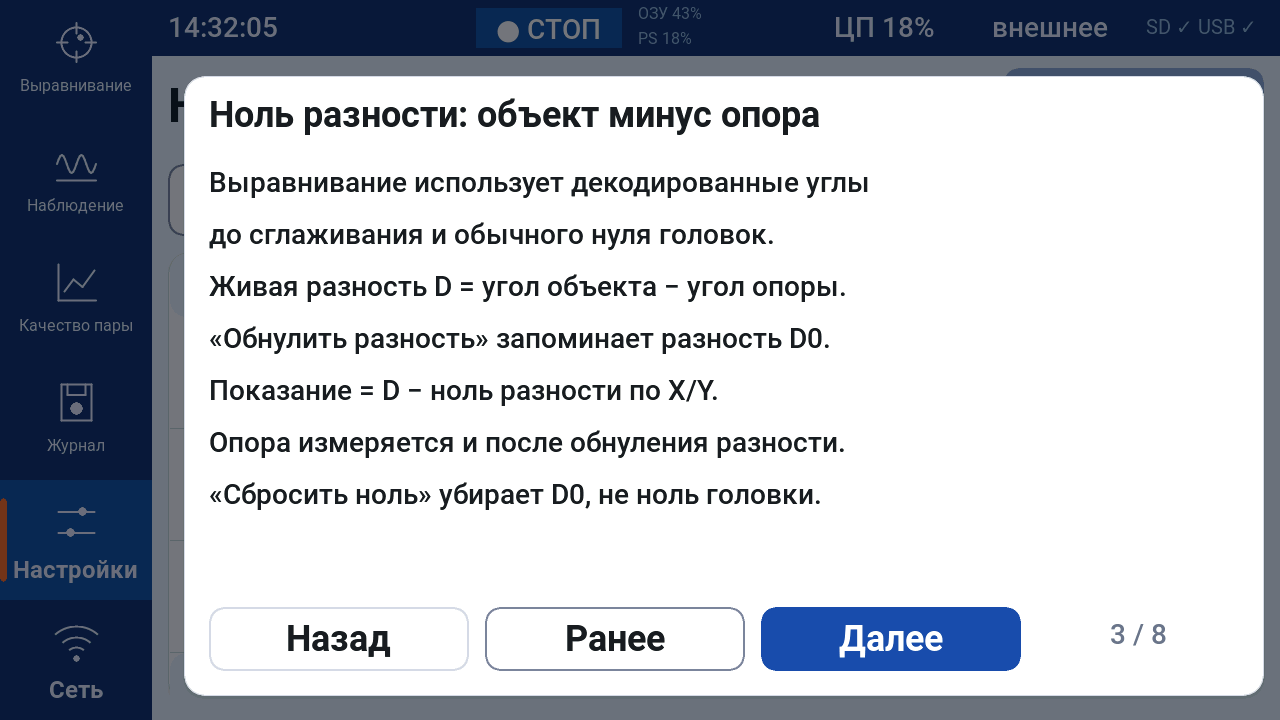 14:32:05
● СТОП
ОЗУ 43%
PS 18%
ЦП 18%
внешнее
SD ✓ USB ✓
Выравнивание
Наблюдение
Качество пары
Журнал
Настройки
Сеть
Ноль разности: объект минус опора
Выравнивание использует декодированные углы
до сглаживания и обычного нуля головок.
Живая разность D = угол объекта − угол опоры.
«Обнулить разность» запоминает разность D0.
Показание = D − ноль разности по X/Y.
Опора измеряется и после обнуления разности.
«Сбросить ноль» убирает D0, не ноль головки.
Назад
Ранее
Далее
3 / 8